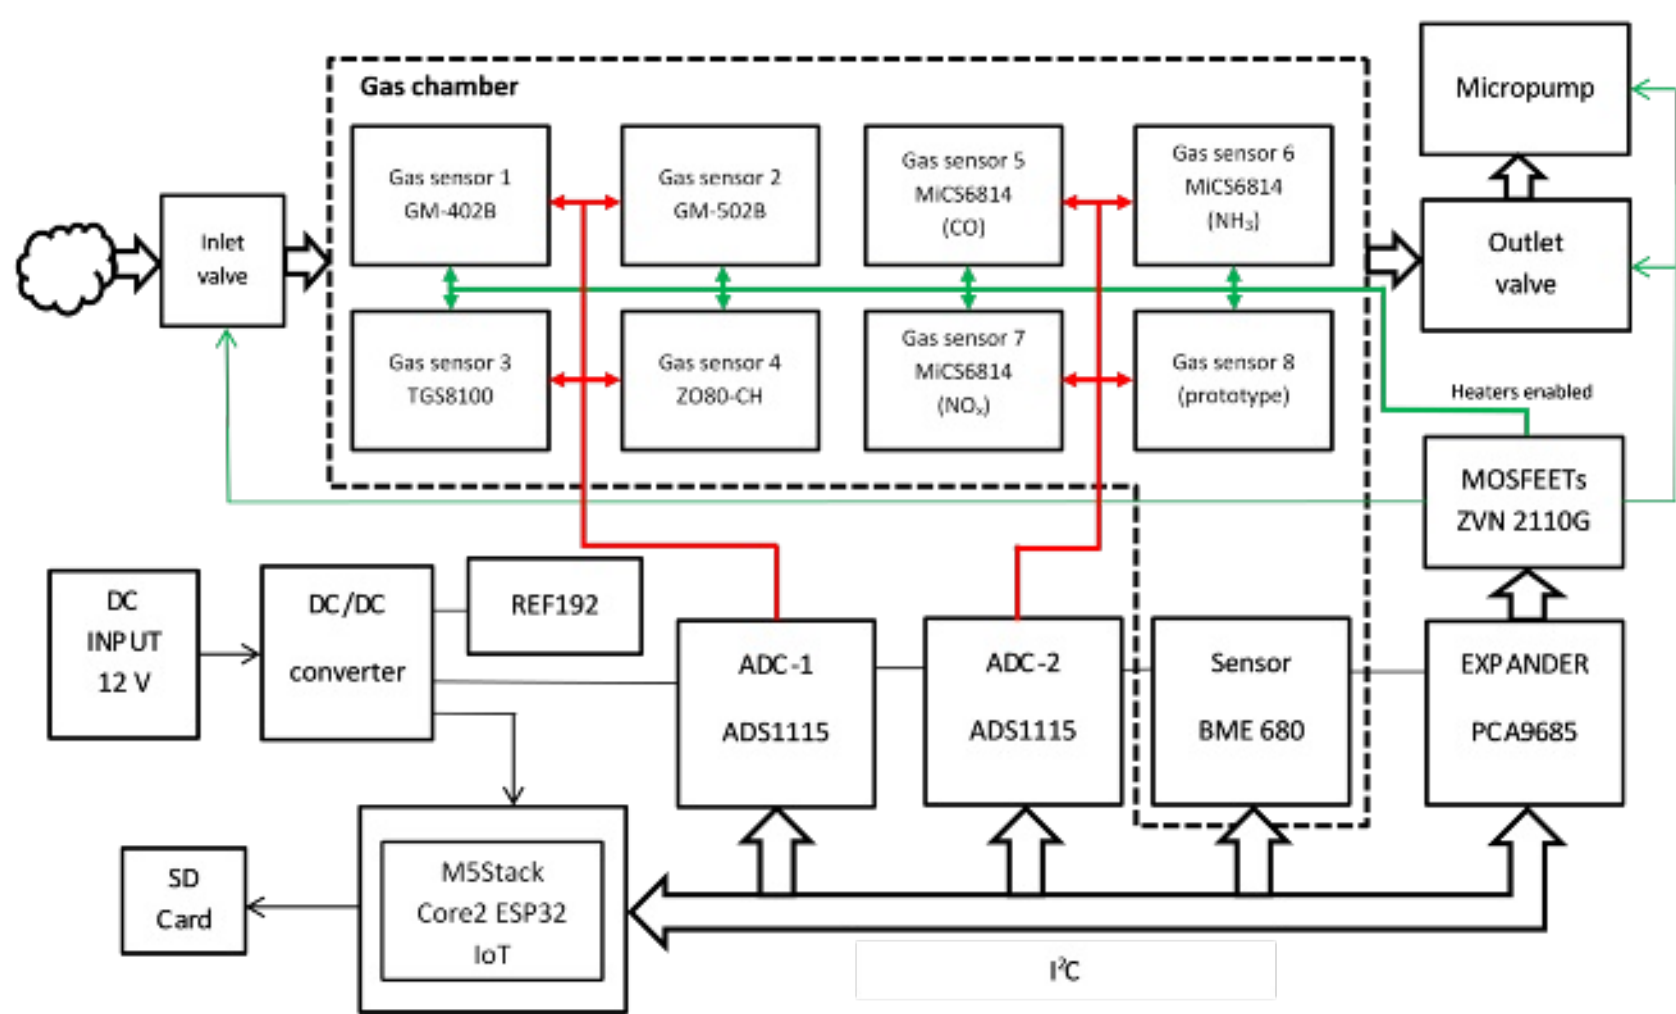 Gas chamber
Micropump
Gas sensor 1
GM-402B
Gas sensor 2
GM-502B
Gas sensor 5
MiCS6814
(CO)
Gas sensor 6
MiCS6814
(NH₃)
Inlet
valve
Outlet
valve
Gas sensor 3
TGS8100
Gas sensor 4
ZO80-CH
Gas sensor 7
MiCS6814
(NOₓ)
Gas sensor 8
(prototype)
Heaters enabled
MOSFEETs
ZVN 2110G
DC
INPUT
12 V
DC/DC
converter
REF192
ADC-1
ADS1115
ADC-2
ADS1115
Sensor
BME 680
EXPANDER
PCA9685
SD
Card
M5Stack
Core2 ESP32
IoT
I²C